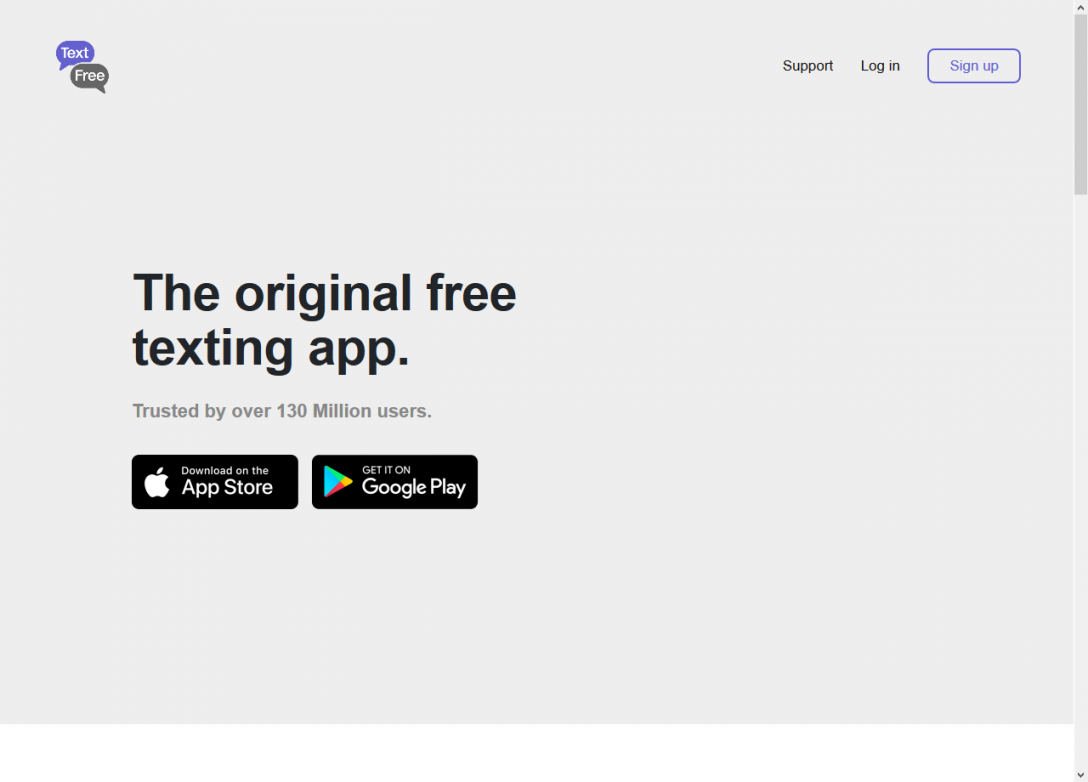 Text
Free
Support
Log in
Sign up
The original free
texting app.
Trusted by over 130 Million users.
Download on the
App Store
GET IT ON
Google Play